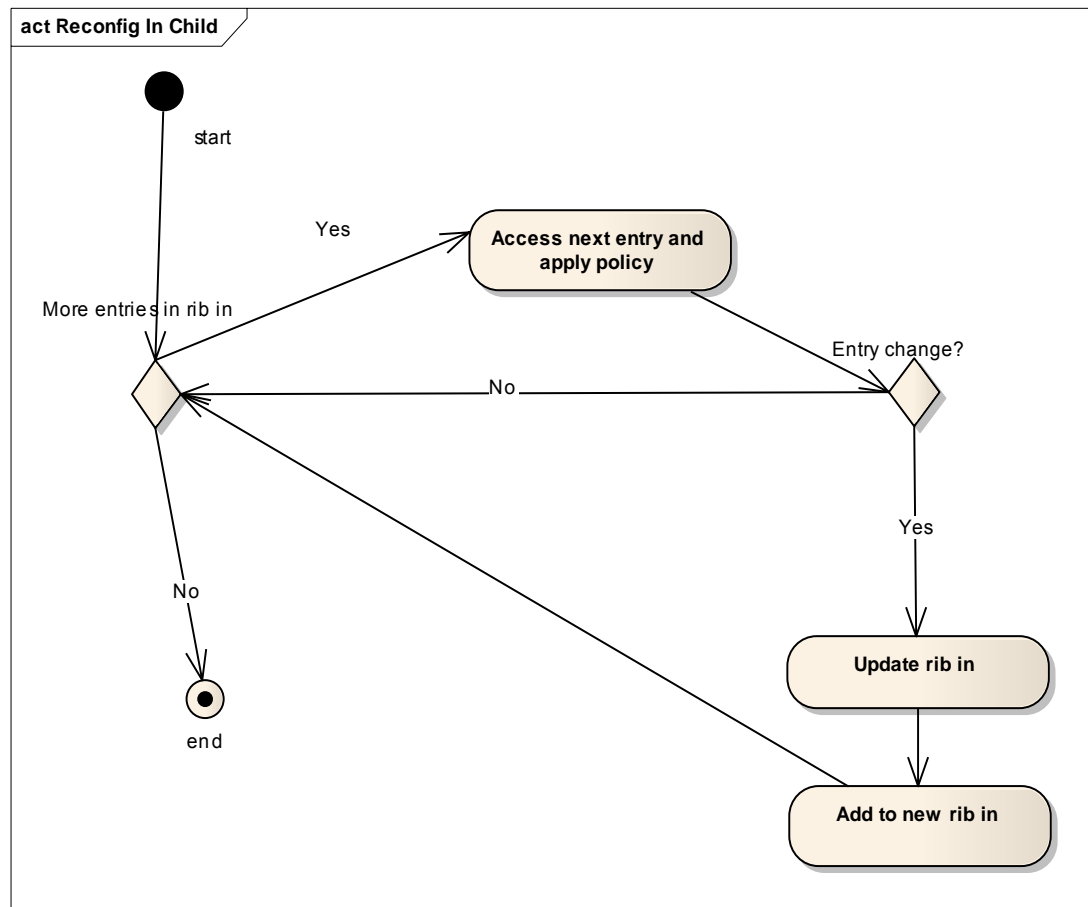 act Reconfig In Child
start
Yes
Access next entry and
apply policy
More entries in rib in
Entry change?
No
Yes
No
Update rib in
end
Add to new rib in